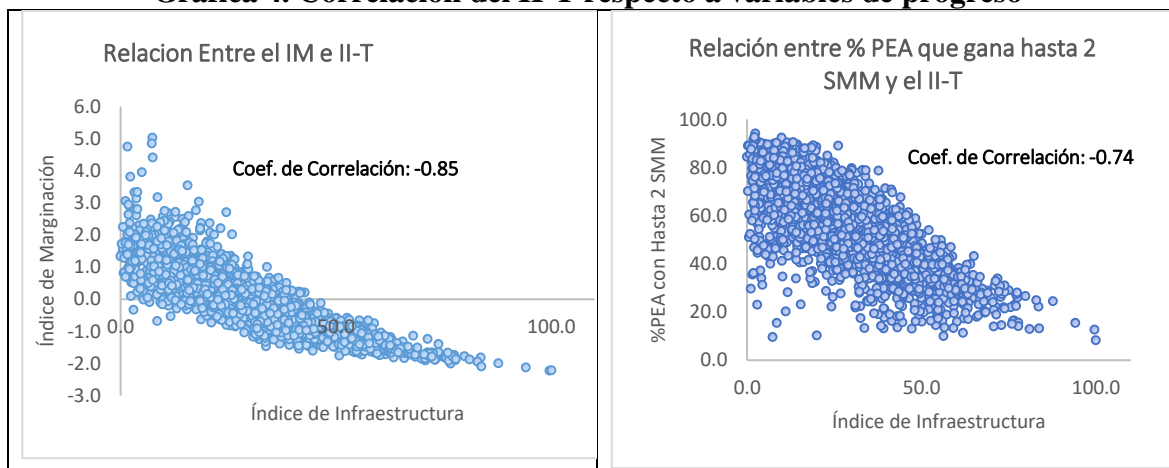 Gráfica 4. Correlación del II-T respecto a variables de progreso
Relacion Entre el IM e II-T
6.0
5.0
4.0
3.0
2.0
1.0
0.0
-1.0
-2.0
-3.0
Índice de Marginación
Coef. de Correlación: -0.85
0.0
50.0
100.0
Índice de Infraestructura
Relación entre % PEA que gana hasta 2
SMM y el II-T
100.0
80.0
60.0
40.0
20.0
0.0
%PEA con Hasta 2 SMM
Coef. de Correlación: -0.74
0.0
50.0
100.0
Índice de Infraestructura